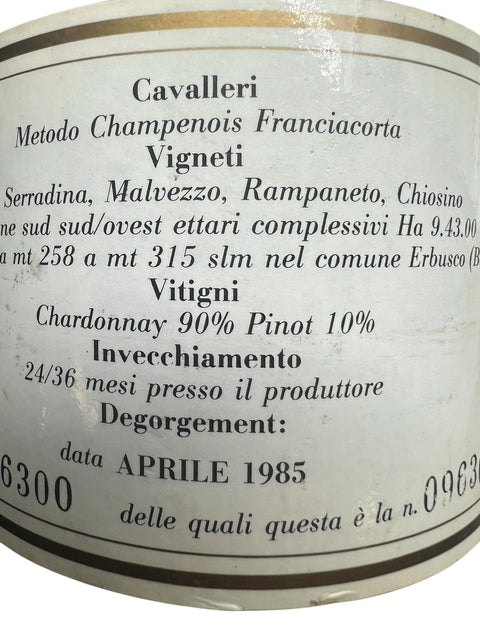 Cavalleri
Metodo Champenois Franciacorta
Vigneti
Serradina, Malvezzo, Rampaneto, Chiosino
ne sud sud/ovest ettari complessivi Ha 9.43.00
a mt 258 a mt 315 slm nel comune Erbusco (B
Vitigni
Chardonnay 90% Pinot 10%
Invecchiamento
24/36 mesi presso il produttore
Degorgement:
data APRILE 1985
6300
delle quali questa è la n. 0963